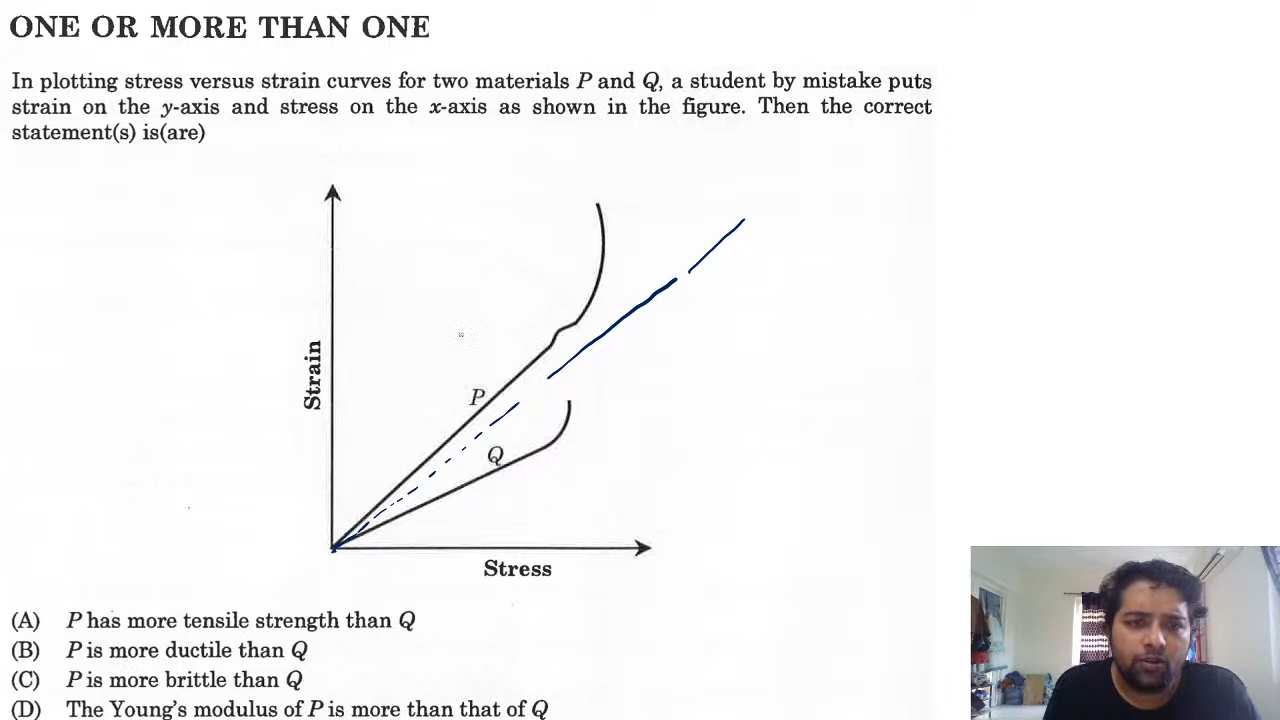 ONE OR MORE THAN ONE
In plotting stress versus strain curves for two materials P and Q, a student by mistake puts
strain on the y-axis and stress on the x-axis as shown in the figure. Then the correct
statement(s) is(are)
P
Q
Strain
Stress
(A) P has more tensile strength than Q
(B) P is more ductile than Q
(C) P is more brittle than Q
(D) The Young's modulus of P is more than that of Q